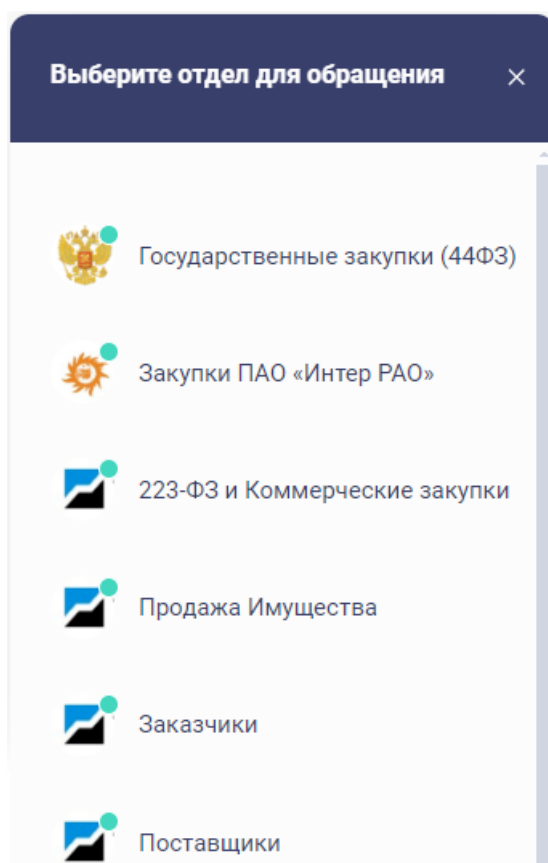 Выберите отдел для обращения
Государственные закупки (44ФЗ)
Закупки ПАО «Интер РАО»
223-ФЗ и Коммерческие закупки
Продажа Имущества
Заказчики
Поставщики